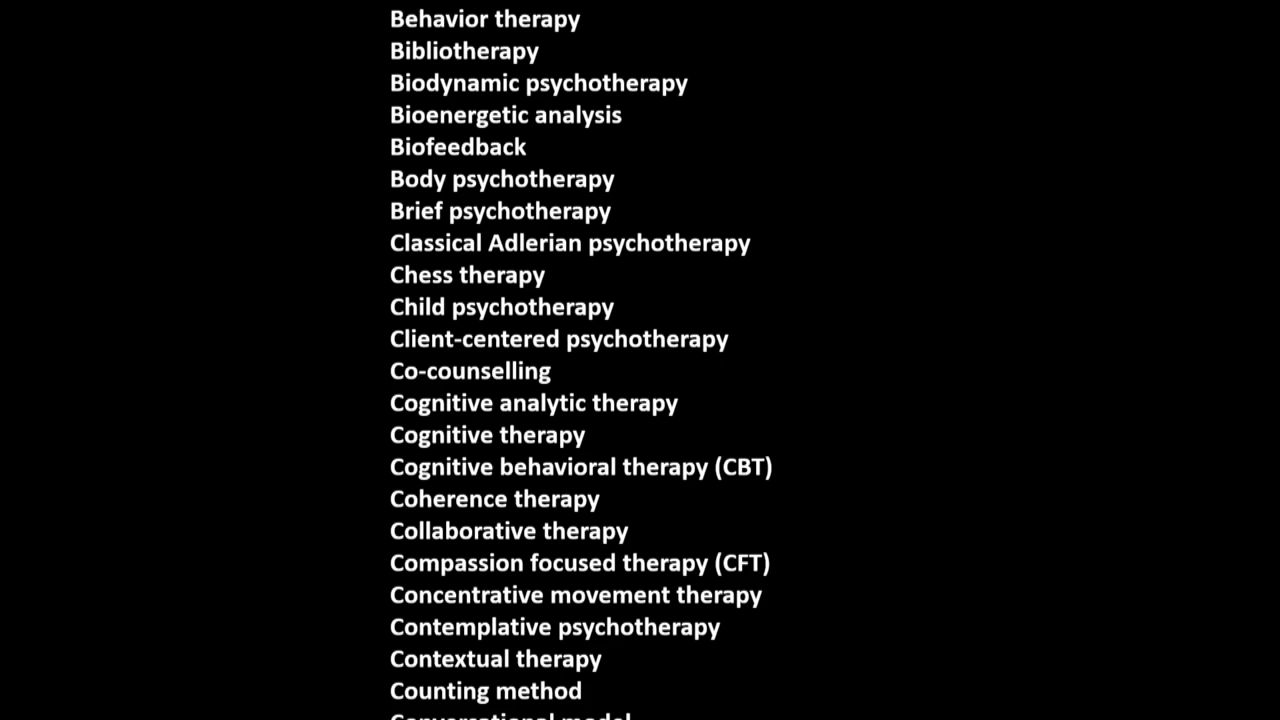 Behavior therapy
Bibliotherapy
Biodynamic psychotherapy
Bioenergetic analysis
Biofeedback
Body psychotherapy
Brief psychotherapy
Classical Adlerian psychotherapy
Chess therapy
Child psychotherapy
Client-centered psychotherapy
Co-counselling
Cognitive analytic therapy
Cognitive therapy
Cognitive behavioral therapy (CBT)
Coherence therapy
Collaborative therapy
Compassion focused therapy (CFT)
Concentrative movement therapy
Contemplative psychotherapy
Contextual therapy
Counting method
Conversational model